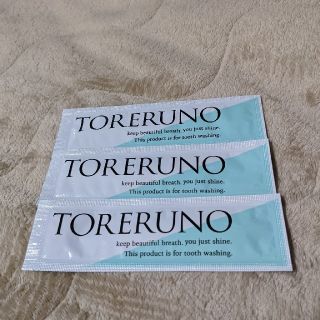 TORERUNO
keep beautiful breath, you just shine.
This product is for tooth washing.
TORERUNO
keep beautiful breath, you just shine.
This product is for tooth washing.
TORERUNO
keep beautiful breath, you just shine.
This product is for tooth washing.